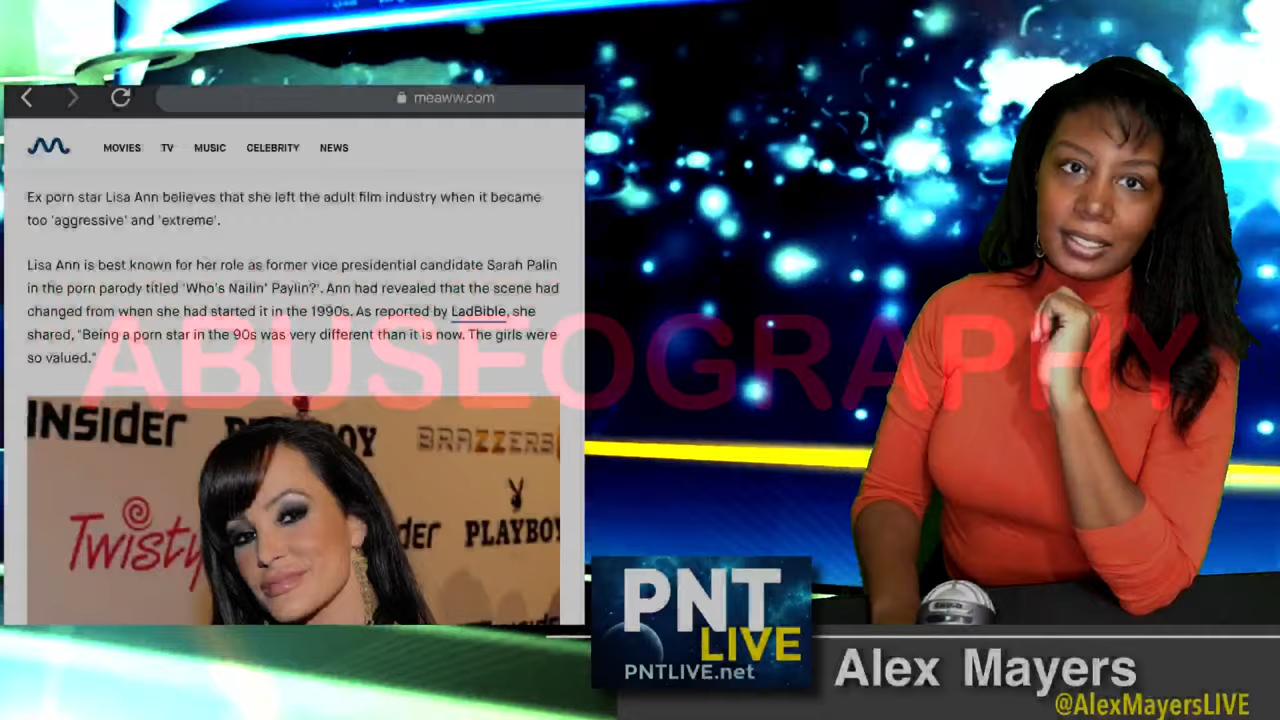 meaww.com
MOVIES TV MUSIC CELEBRITY NEWS
Ex porn star Lisa Ann believes that she left the adult film industry when it became
too 'aggressive' and 'extreme'.
Lisa Ann is best known for her role as former vice presidential candidate Sarah Palin
in the porn parody titled 'Who's Nailin' Paylin?'. Ann had revealed that the scene had
changed from when she had started it in the 1990s. As reported by LadBible, she
shared, "Being a porn star in the 90s was very different than it is now. The girls were
so valued."
ABUSEOGRAPHY
INSIDER BRAZZERS
Twisty
PLAYBOY
PNT
LIVE
PNTLIVE.net
Alex Mayers
@AlexMayersLIVE